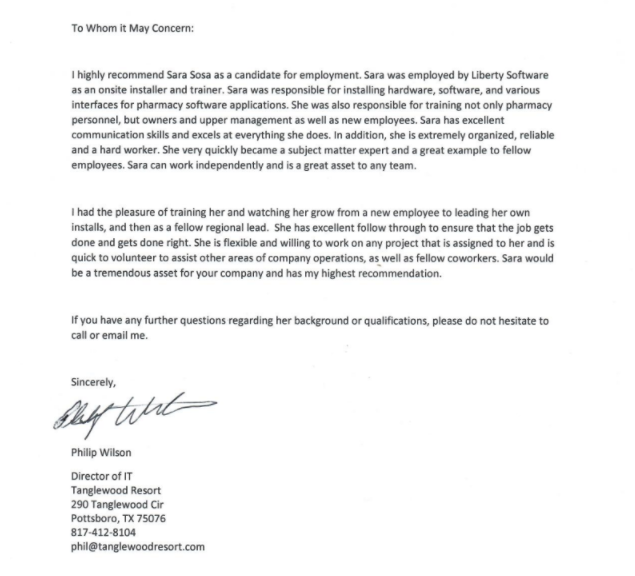 To Whom it May Concern:
I highly recommend Sara Sosa as a candidate for employment. Sara was employed by Liberty Software
as an onsite installer and trainer. Sara was responsible for installing hardware, software, and various
interfaces for pharmacy software applications. She was also responsible for training not only pharmacy
personnel, but owners and upper management as well as new employees. Sara has excellent
communication skills and excels at everything she does. In addition, she is extremely organized, reliable
and a hard worker. She very quickly became a subject matter expert and a great example to fellow
employees. Sara can work independently and is a great asset to any team.
I had the pleasure of training her and watching her grow from a new employee to leading her own
installs, and then as a fellow regional lead. She has excellent follow through to ensure that the job gets
done and gets done right. She is flexible and willing to work on any project that is assigned to her and is
quick to volunteer to assist other areas of company operations, as well as fellow coworkers. Sara would
be a tremendous asset for your company and has my highest recommendation.
If you have any further questions regarding her background or qualifications, please do not hesitate to
call or email me.
Sincerely,
Philip Wilson
Director of IT
Tanglewood Resort
290 Tanglewood Cir
Pottsboro, TX 75076
817-412-8104
phil@tanglewoodresort.com